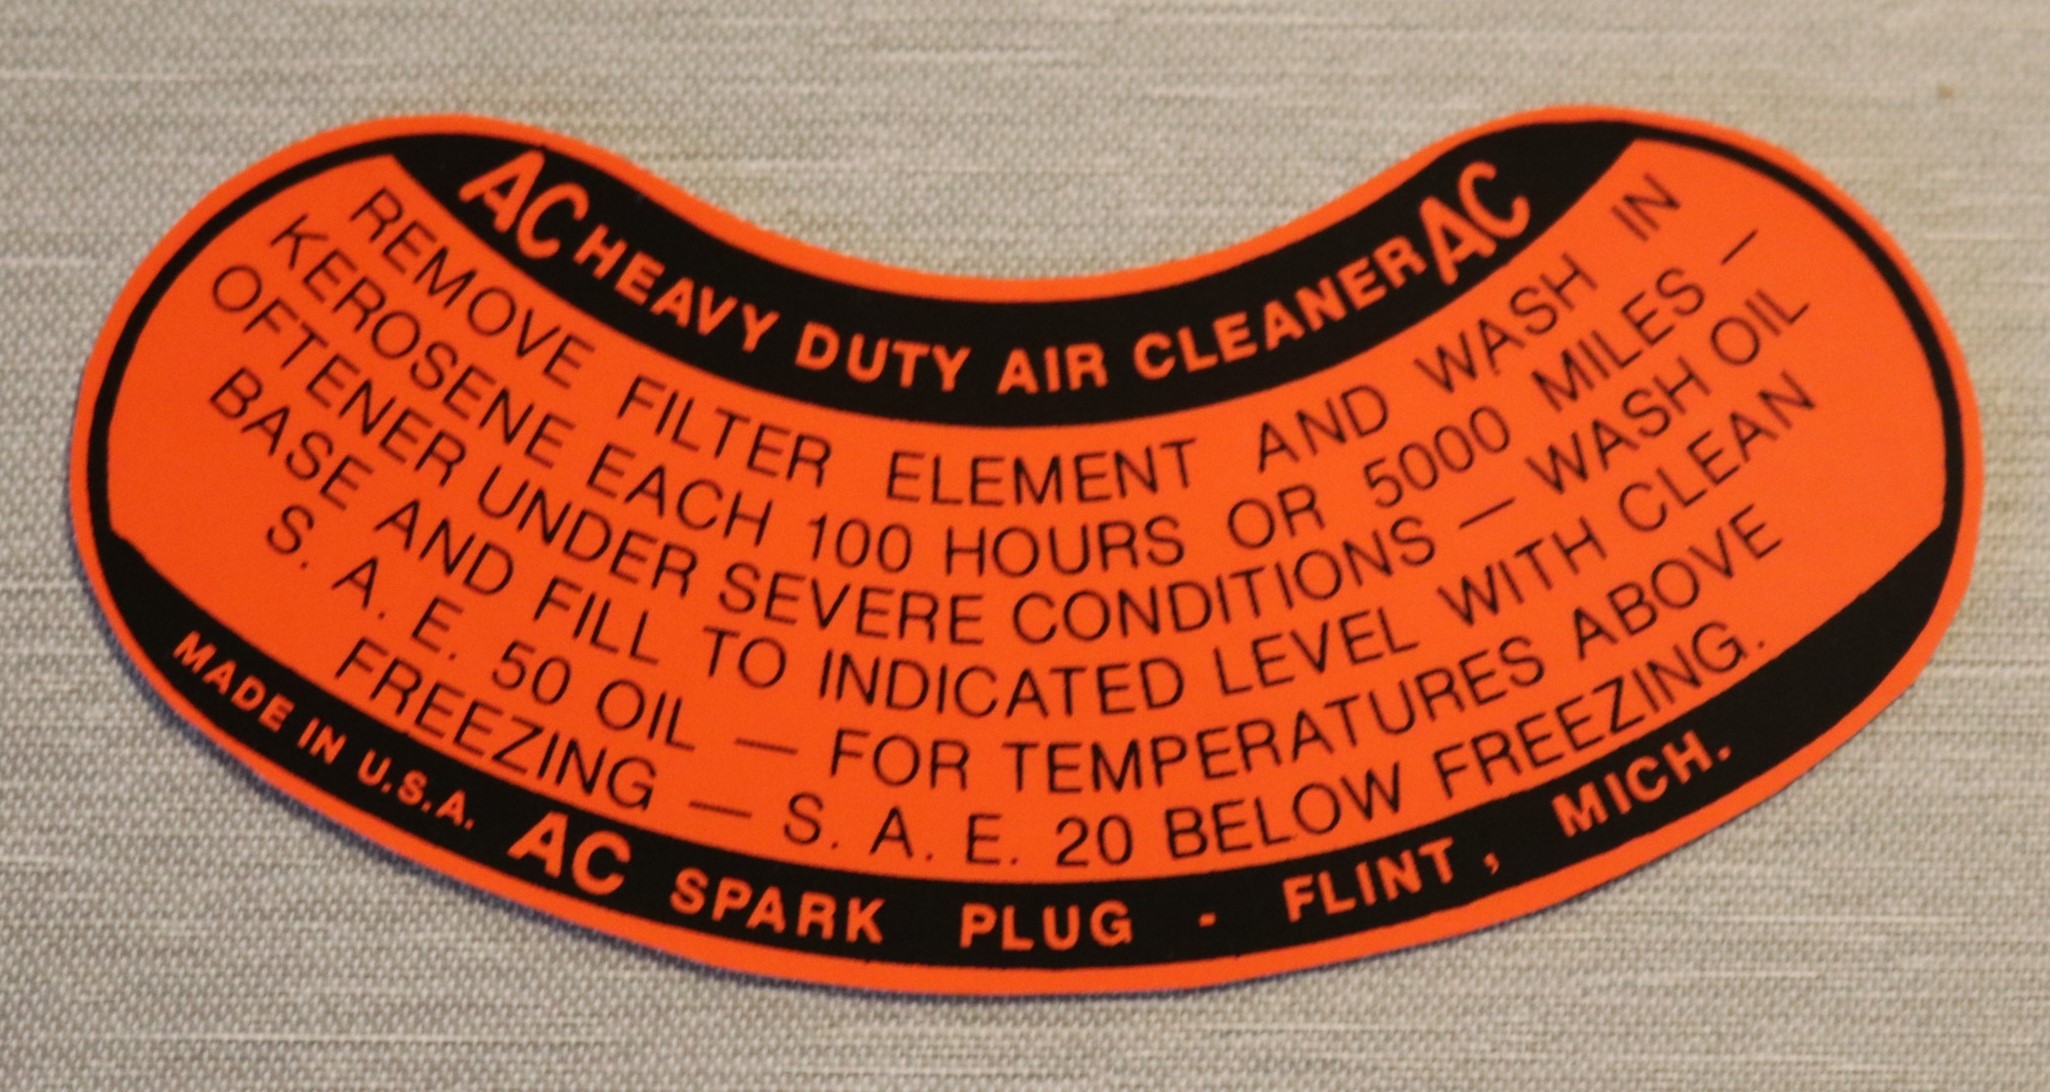 AC HEAVY DUTY AIR CLEANER AC
REMOVE FILTER ELEMENT AND WASH IN
KEROSENE EACH 100 HOURS OR 5000 MILES —
OFTENER UNDER SEVERE CONDITIONS — WASH OIL
BASE AND FILL TO INDICATED LEVEL WITH CLEAN
S. A. E. 50 OIL — FOR TEMPERATURES ABOVE
FREEZING — S. A. E. 20 BELOW FREEZING.
MADE IN U.S.A. AC SPARK PLUG - FLINT, MICH.